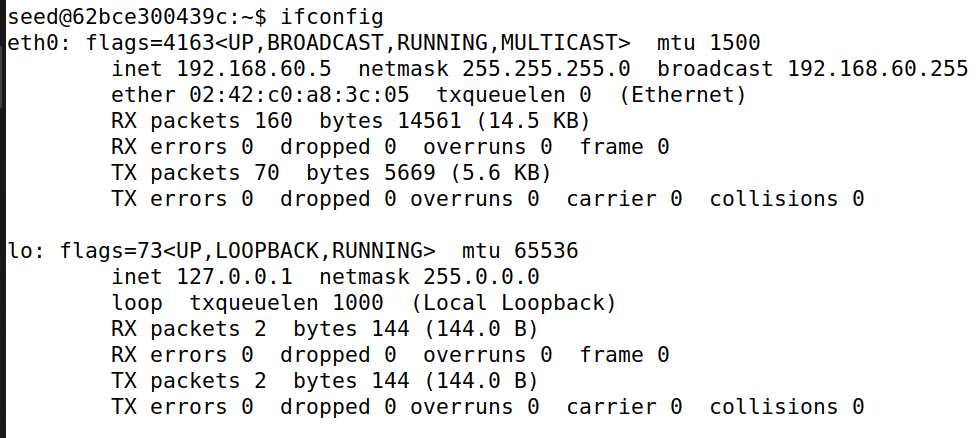 seed@62bce300439c:~$ ifconfig
eth0: flags=4163<UP,BROADCAST,RUNNING,MULTICAST>  mtu 1500
        inet 192.168.60.5  netmask 255.255.255.0  broadcast 192.168.60.255
        ether 02:42:c0:a8:3c:05  txqueuelen 0  (Ethernet)
        RX packets 160  bytes 14561 (14.5 KB)
        RX errors 0  dropped 0  overruns 0  frame 0
        TX packets 70  bytes 5669 (5.6 KB)
        TX errors 0  dropped 0 overruns 0  carrier 0  collisions 0

lo: flags=73<UP,LOOPBACK,RUNNING>  mtu 65536
        inet 127.0.0.1  netmask 255.0.0.0
        loop  txqueuelen 1000  (Local Loopback)
        RX packets 2  bytes 144 (144.0 B)
        RX errors 0  dropped 0  overruns 0  frame 0
        TX packets 2  bytes 144 (144.0 B)
        TX errors 0  dropped 0 overruns 0  carrier 0  collisions 0